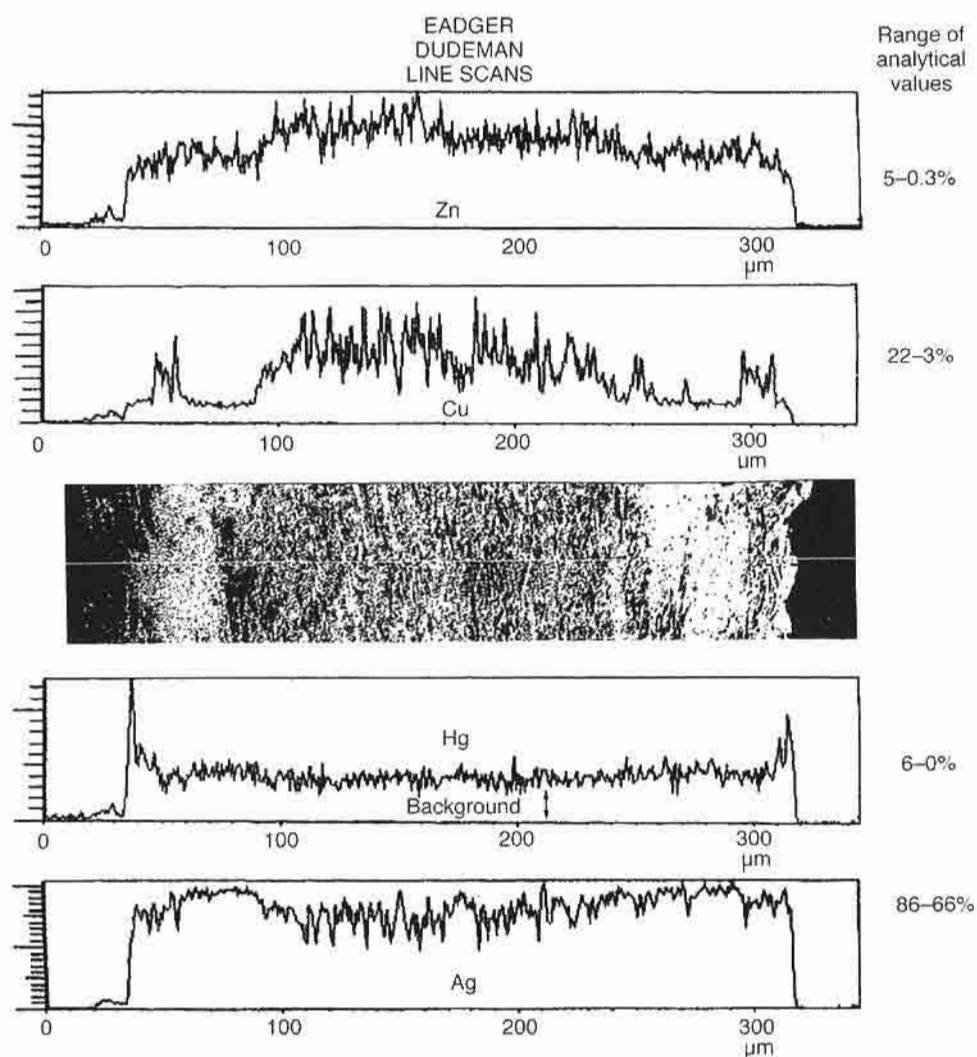 EADGER
DUDEMAN
LINE SCANS
Range of
analytical
values
5–0.3%
Zn
0 100 200 300
µm
22–3%
Cu
0 100 200 300
µm
Hg
6–0%
Background
0 100 200 300
µm
86–66%
Ag
0 100 200 300
µm